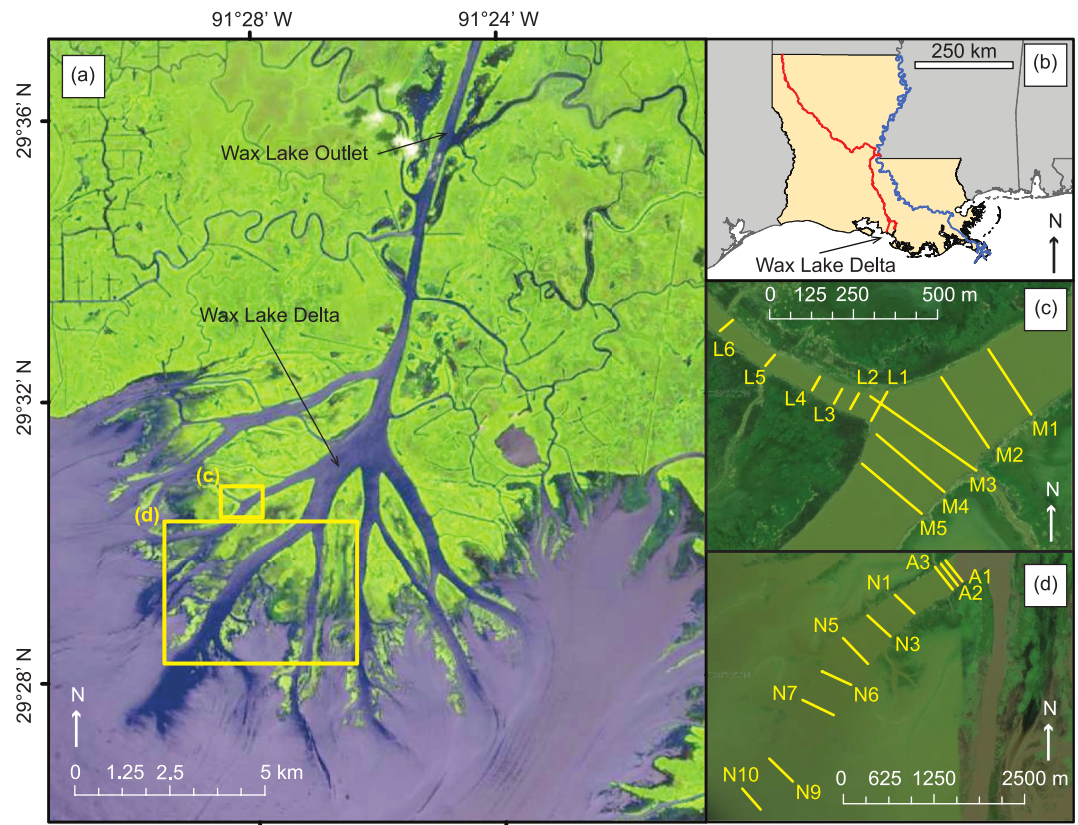 91°28' W
91°24' W
(a)
29°36' N
Wax Lake Outlet
Wax Lake Delta
29°32' N
(c)
(d)
29°28' N
N
0 1.25 2.5 5 km
250 km
(b)
N
Wax Lake Delta
0 125 250 500 m
(c)
L6
L5
L4
L3
L2
L1
M1
M2
M3
M4
M5
N
(d)
A3
A1
A2
N1
N3
N5
N6
N7
N9
N10
N
0 625 1250 2500 m